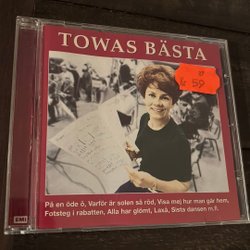 TOWAS BÄSTA
59
På en öde ö, Varför är solen så röd, Visa mej hur man går hem,
Fotsteg i rabatten, Alla har glömt, Laxå, Sista dansen m.fl.
EMI